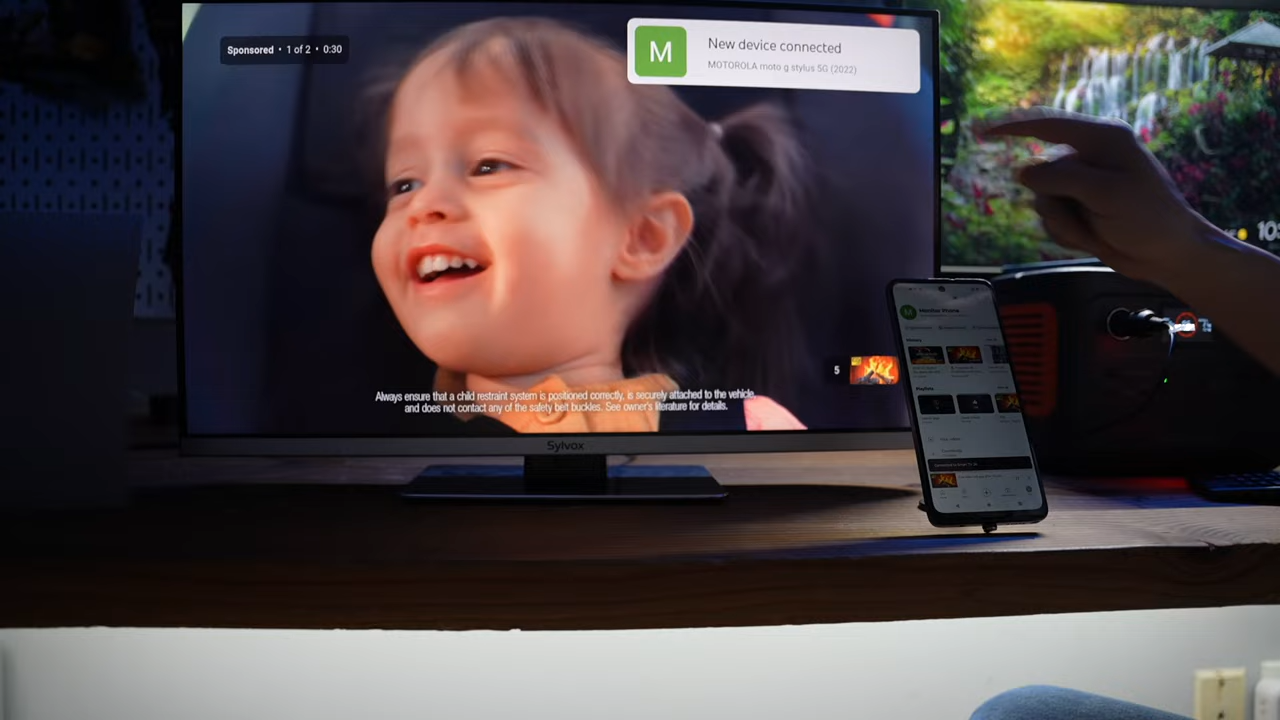 Sponsored • 1 of 2 • 0:30
M
New device connected
MOTOROLA moto g stylus 5G (2022)
5
Always ensure that a child restraint system is positioned correctly, is securely attached to the vehicle,
and does not contact any of the safety belt buckles. See owner's literature for details.
Sylvox
M
History
Playlists